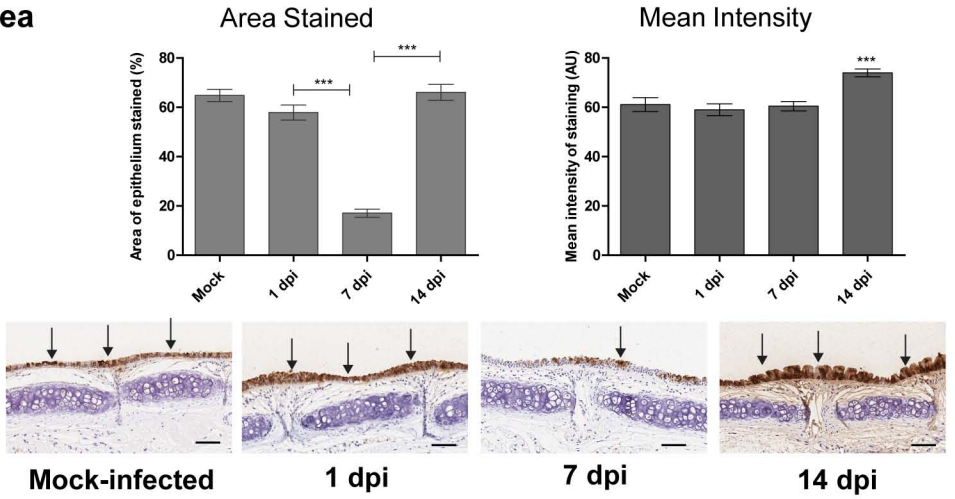 ea
Area Stained
Area of epithelium stained (%)
80
60
40
20
0
***
***
Mock
1 dpi
7 dpi
14 dpi
Mean Intensity
Mean intensity of staining (AU)
80
60
40
20
0
***
Mock
1 dpi
7 dpi
14 dpi
Mock-infected
1 dpi
7 dpi
14 dpi